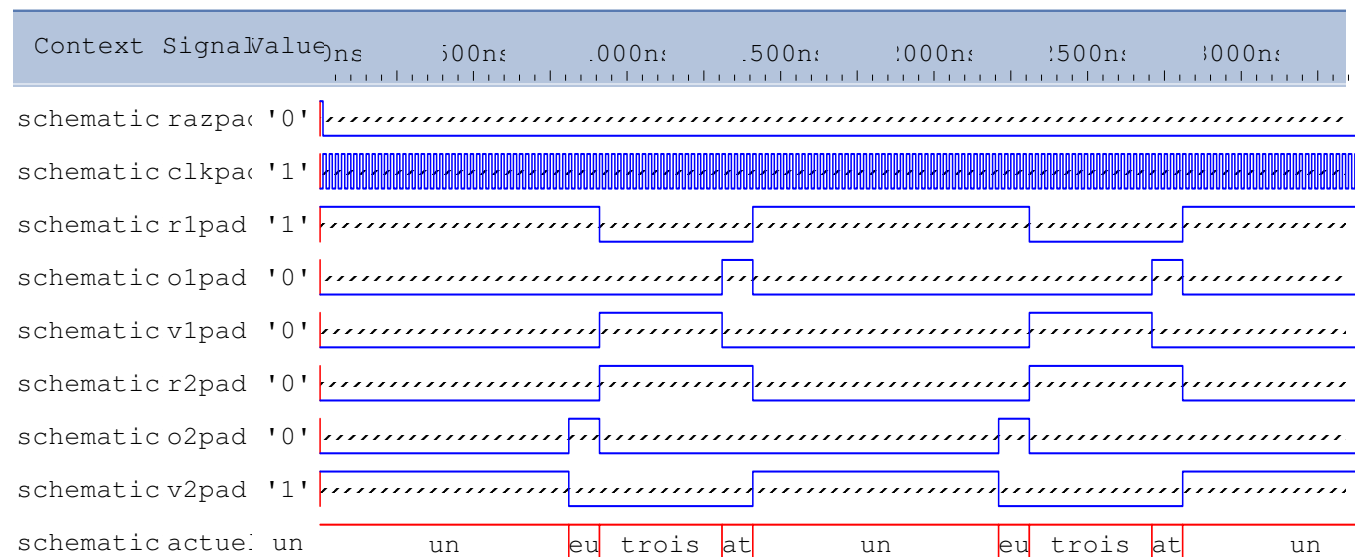 Context Signal Value 0ns 500ns 1000ns 1500ns 2000ns 2500ns 3000ns
schematic razpad '0'
schematic clkpad '1'
schematic r1pad '1'
schematic o1pad '0'
schematic v1pad '0'
schematic r2pad '0'
schematic o2pad '0'
schematic v2pad '1'
schematic actuel un un eu trois at un eu trois at un